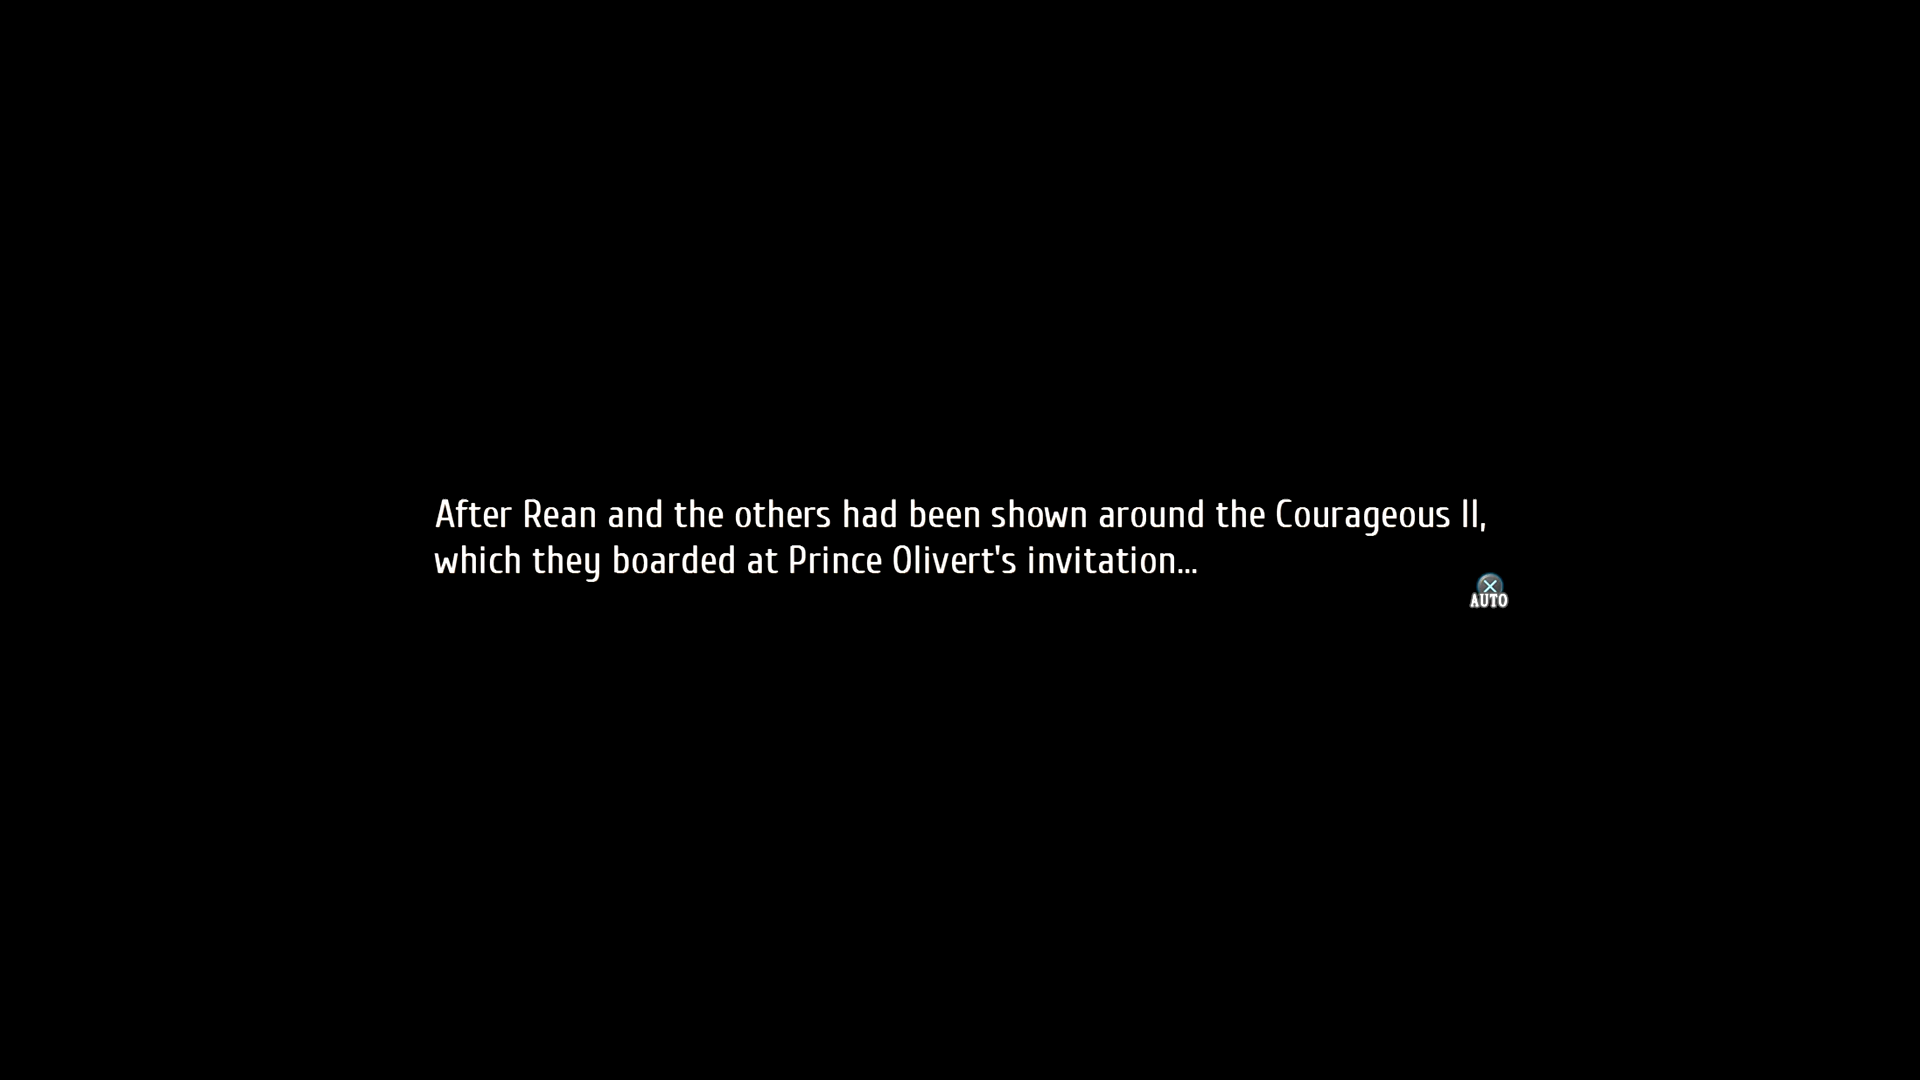 After Rean and the others had been shown around the Courageous II,
which they boarded at Prince Olivert's invitation...
AUTO